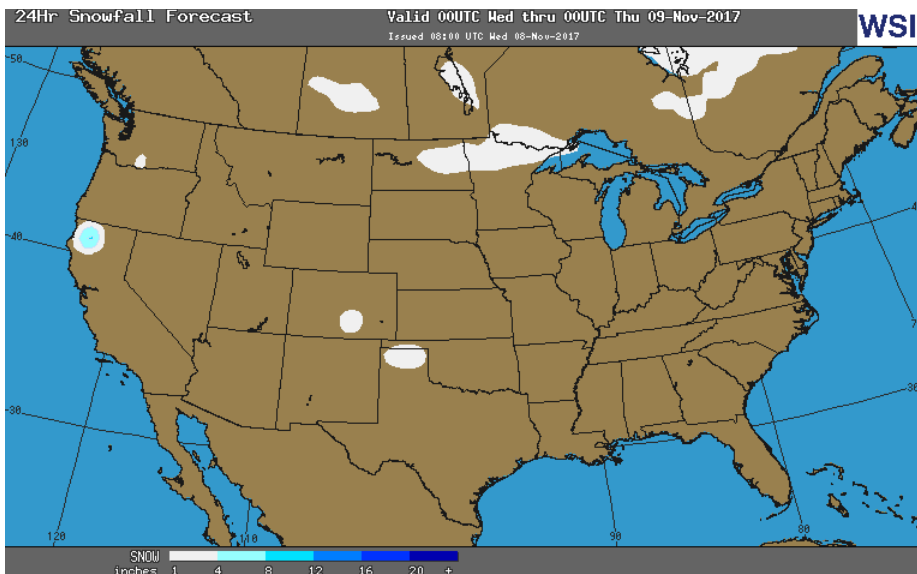 24Hr Snowfall Forecast
Valid 00UTC Wed thru 00UTC Thu 09-Nov-2017
Issued 08:00 UTC Wed 08-Nov-2017
WSI
50
130
40
30
120
110
90
80
SNOW
inches 1 4 8 12 16 20 +